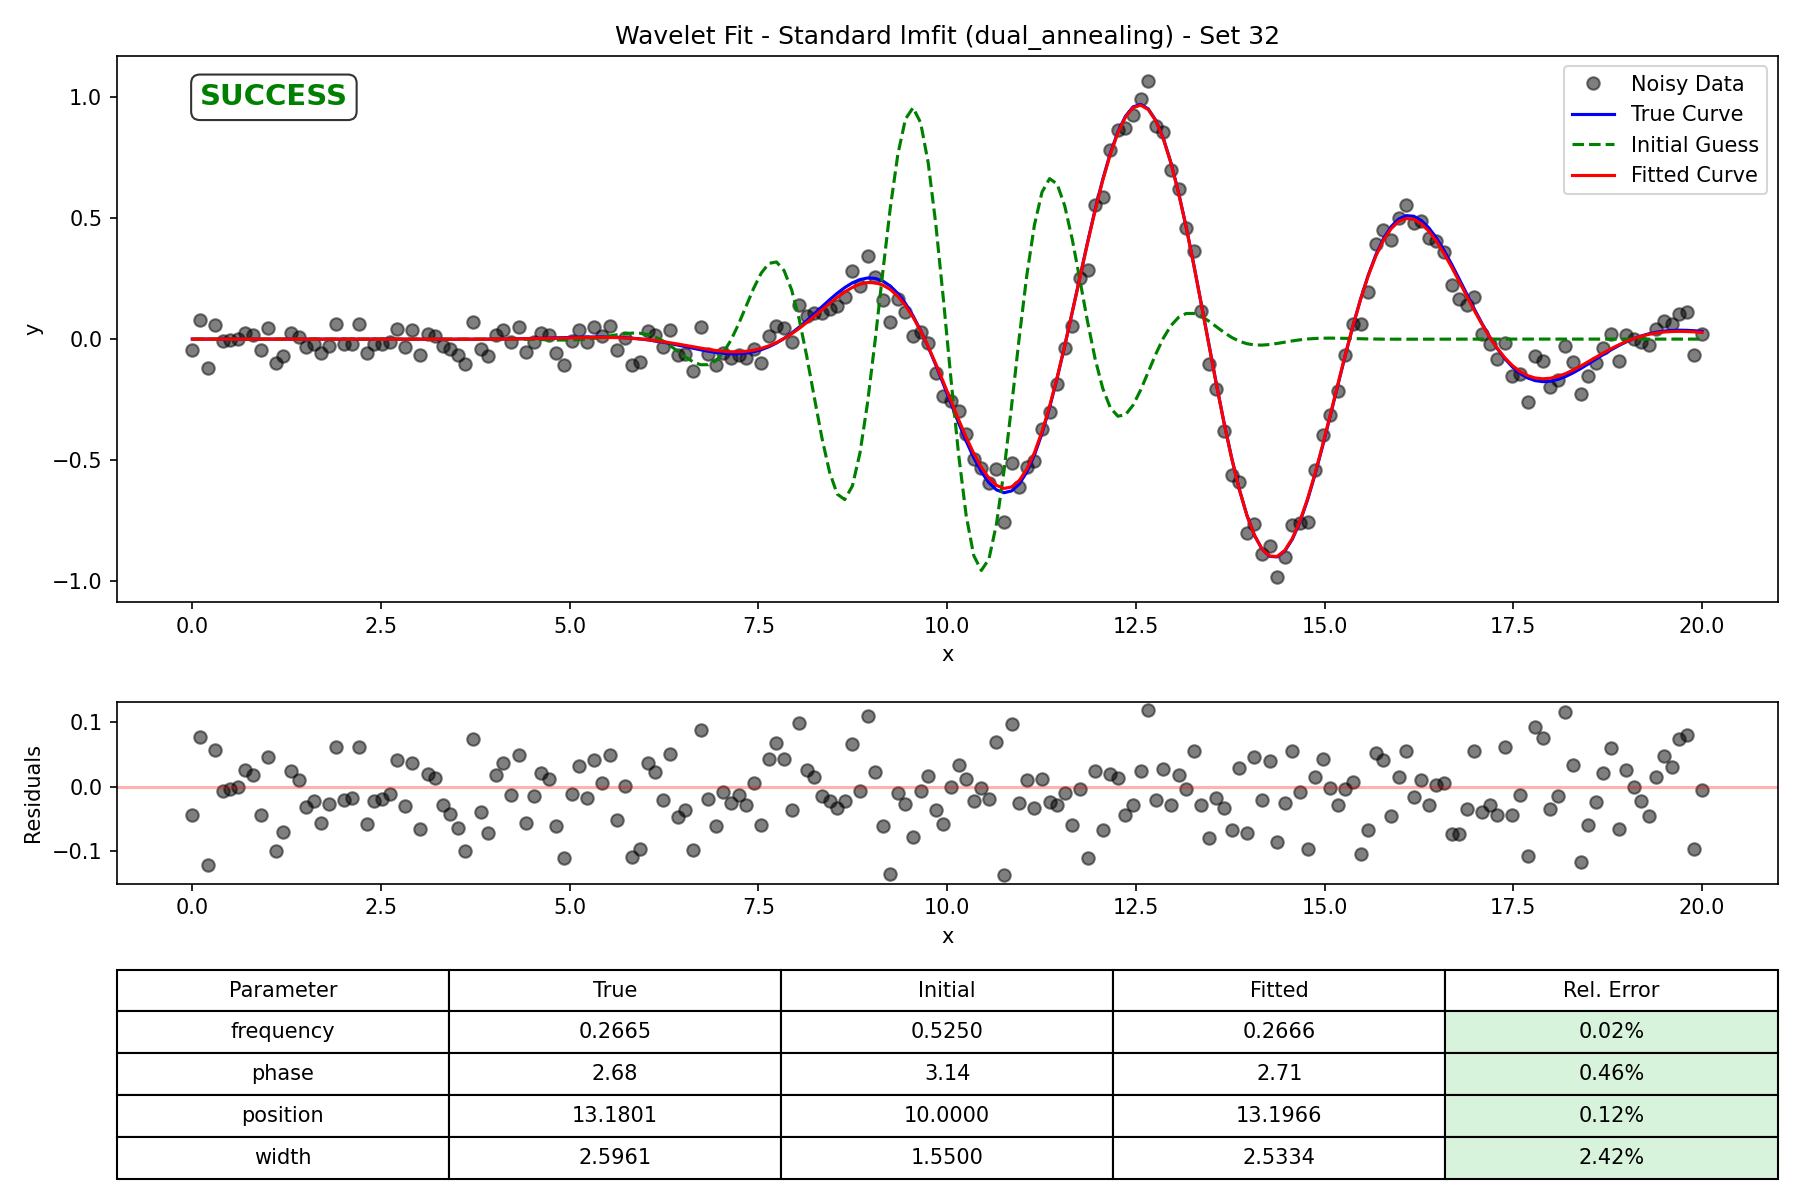 Wavelet Fit - Standard lmfit (dual_annealing) - Set 32
SUCCESS
Noisy Data
True Curve
Initial Guess
Fitted Curve
y
1.0
0.5
0.0
−0.5
−1.0
0.0 2.5 5.0 7.5 10.0 12.5 15.0 17.5 20.0
x
Residuals
0.1
0.0
−0.1
0.0 2.5 5.0 7.5 10.0 12.5 15.0 17.5 20.0
x
Parameter True Initial Fitted Rel. Error
frequency 0.2665 0.5250 0.2666 0.02%
phase 2.68 3.14 2.71 0.46%
position 13.1801 10.0000 13.1966 0.12%
width 2.5961 1.5500 2.5334 2.42%